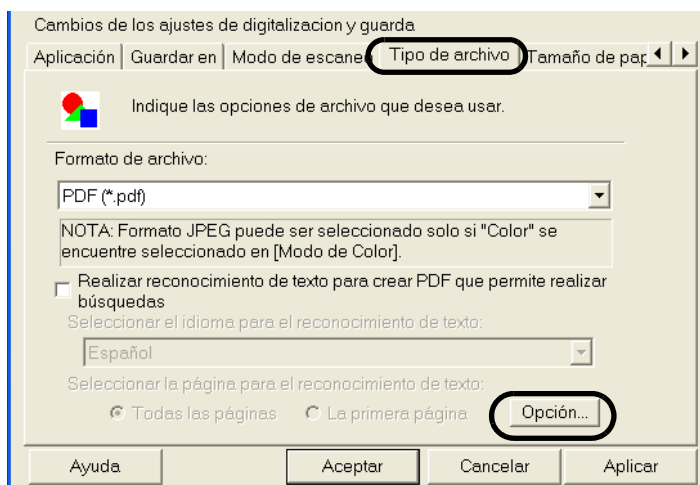 Cambios de los ajustes de digitalizacion y guarda
Aplicación Guardar en Modo de escaneo Tipo de archivo Tamaño de pap
Indique las opciones de archivo que desea usar.
Formato de archivo:
PDF (*.pdf)
NOTA: Formato JPEG puede ser seleccionado solo si "Color" se
encuentre seleccionado en [Modo de Color].
Realizar reconocimiento de texto para crear PDF que permite realizar
búsquedas
Seleccionar el idioma para el reconocimiento de texto:
Español
Seleccionar la página para el reconocimiento de texto:
Todas las páginas La primera página Opción...
Ayuda Aceptar Cancelar Aplicar